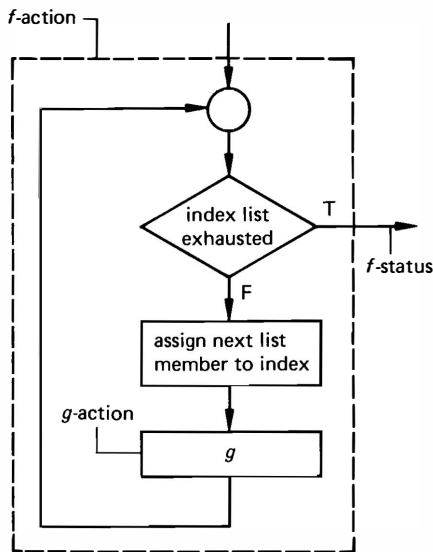 f-action
index list
exhausted
T
f-status
F
assign next list
member to index
g-action
g